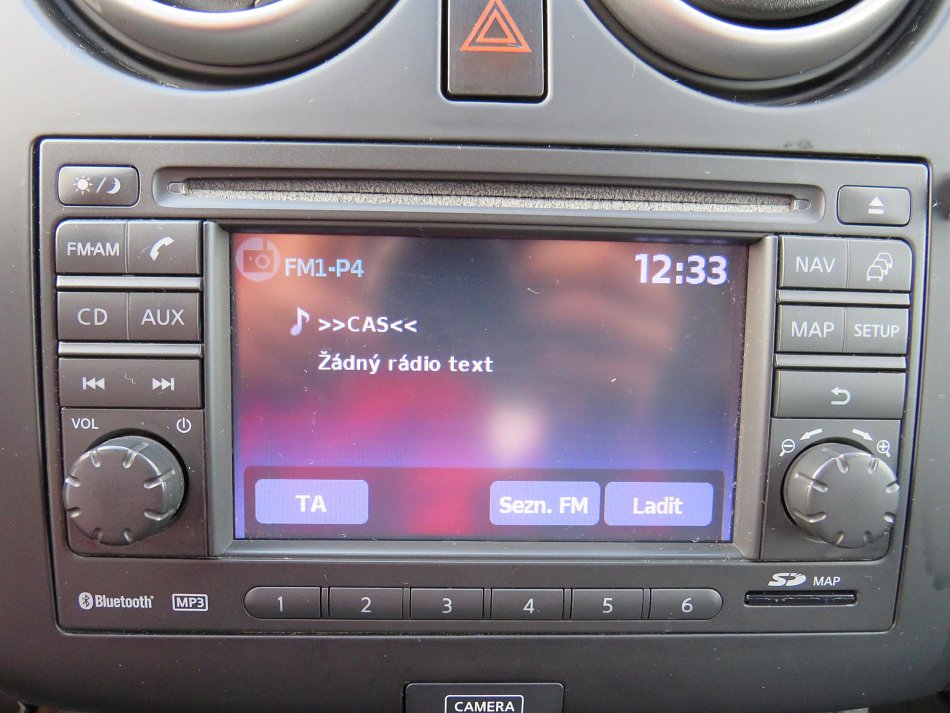 FM·AM
CD AUX
VOL
FM1-P4 12:33
>>CAS<<
Žádný rádio text
TA Sezn. FM Ladit
NAV
MAP SETUP
Bluetooth® MP3 1 2 3 4 5 6 SD MAP
CAMERA